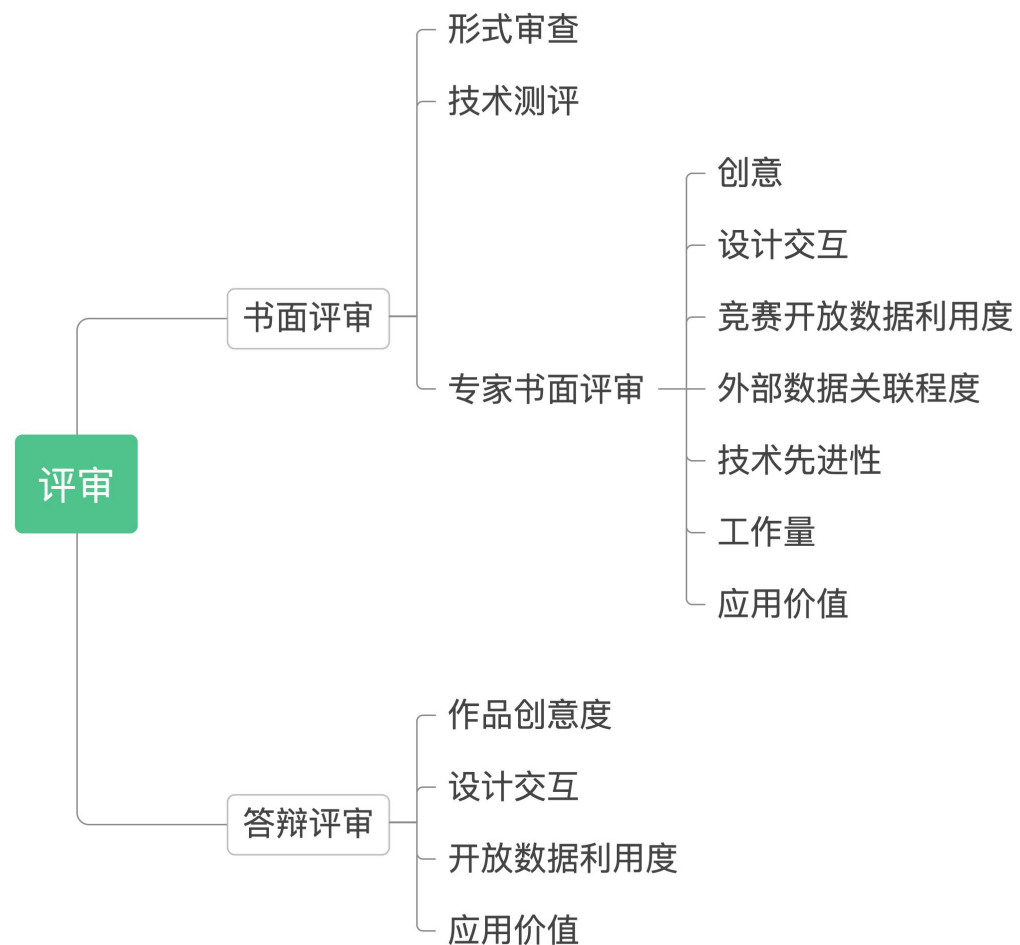 评审
书面评审
形式审查
技术测评
专家书面评审
创意
设计交互
竞赛开放数据利用度
外部数据关联程度
技术先进性
工作量
应用价值
答辩评审
作品创意度
设计交互
开放数据利用度
应用价值